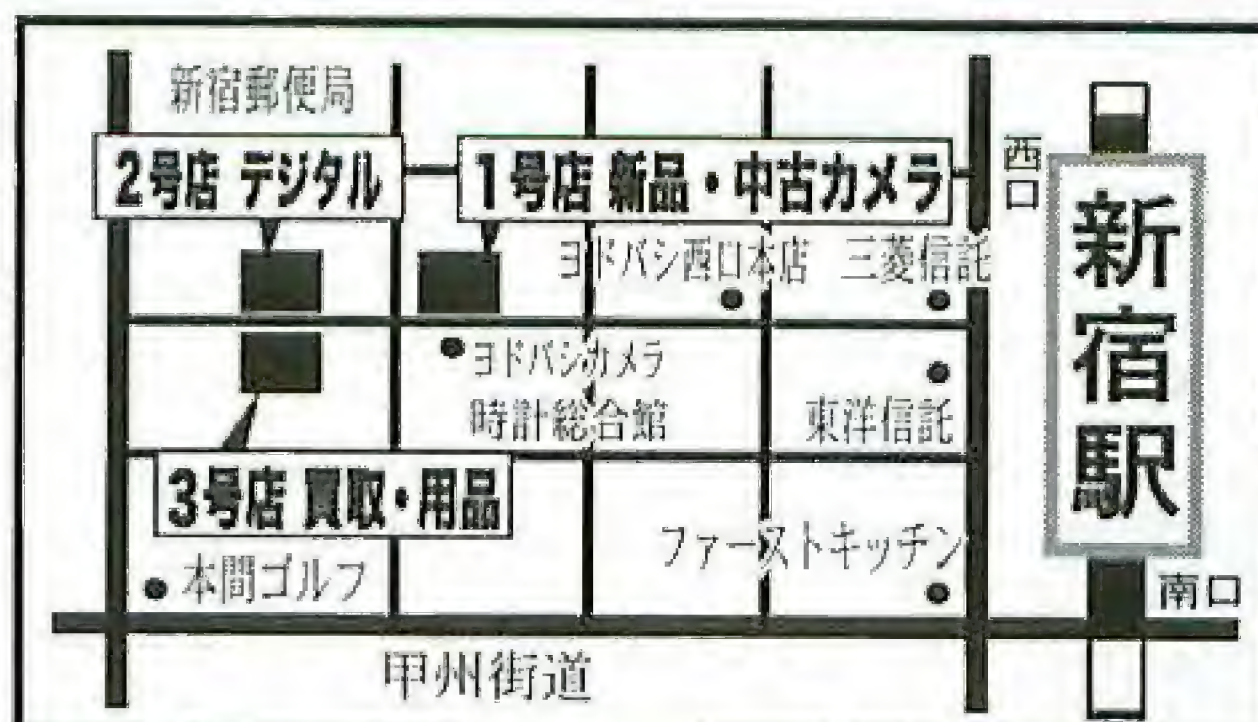 新宿郵便局
2号店 デジタル
1号店 新品・中古カメラ
西口
新宿駅
ヨドバシ西口本店
三菱信託
ヨドバシカメラ
時計総合館
東洋信託
3号店 買取・用品
ファーストキッチン
本間ゴルフ
南口
甲州街道